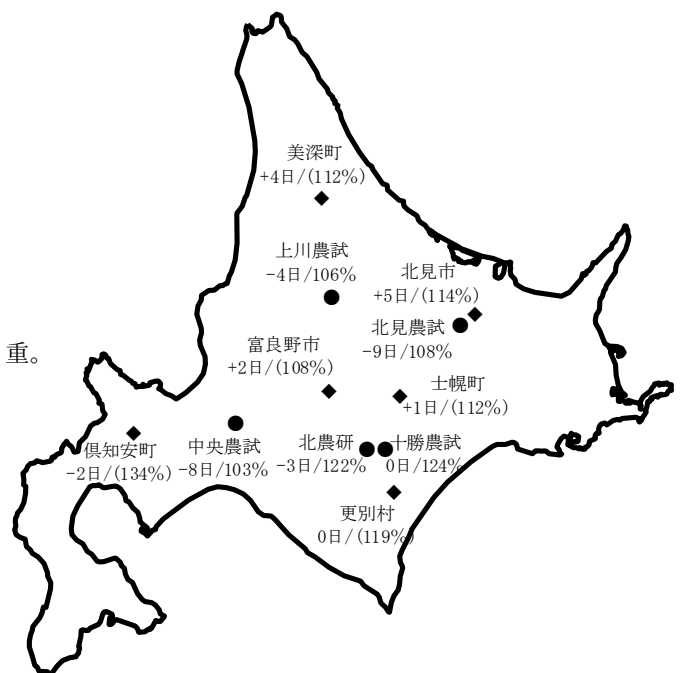 美深町
+4日/(112%)
上川農試
-4日/106%
北見市
+5日/(114%)
北見農試
-9日/108%
重。
富良野市
+2日/(108%)
士幌町
+1日/(112%)
倶知安町
-2日/(134%)
中央農試
-8日/103%
北農研
-3日/122%
十勝農試
0日/124%
更別村
0日/(119%)